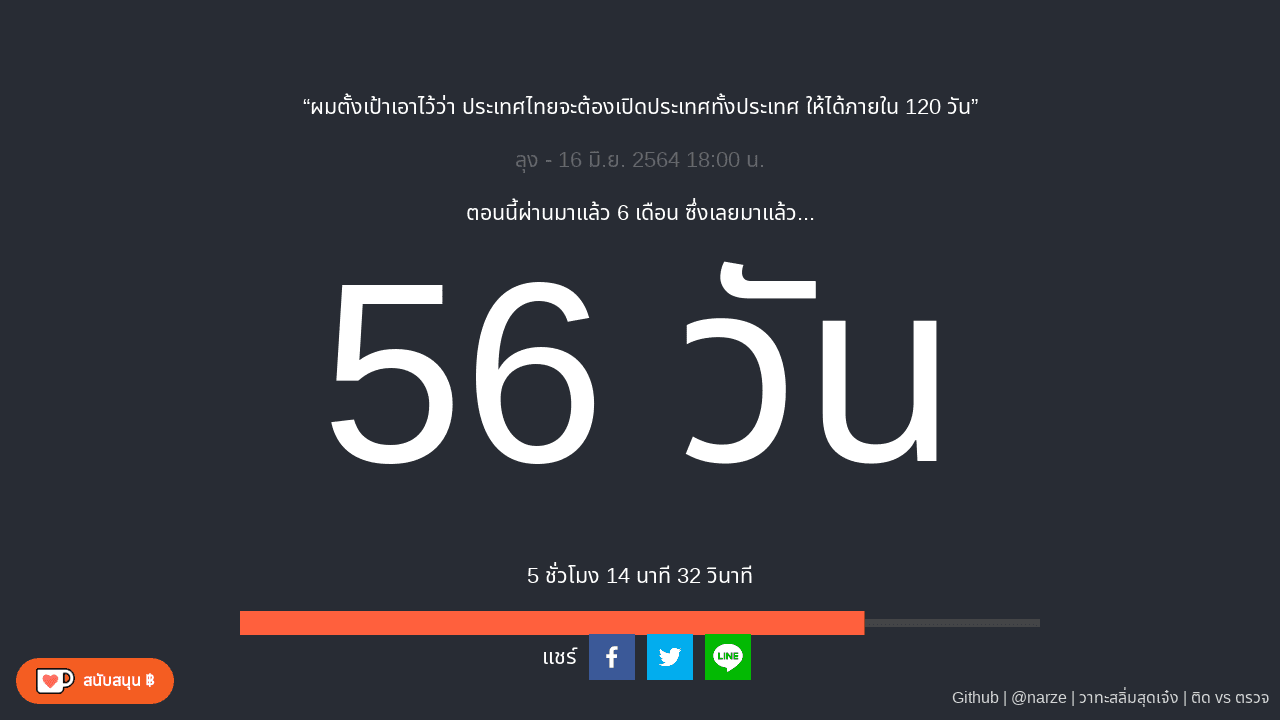 “ผมตั้งเป้าเอาไว้ว่า ประเทศไทยจะต้องเปิดประเทศทั้งประเทศ ให้ได้ภายใน 120 วัน”
ลุง - 16 มิ.ย. 2564 18:00 น.
ตอนนี้ผ่านมาแล้ว 6 เดือน ซึ่งเลยมาแล้ว...
56 วัน
5 ชั่วโมง 14 นาที 32 วินาที
แชร์
LINE
สนับสนุน ฿
Github | @narze | วาทะสลิ่มสุดเจ๋ง | ติด vs ตรวจ